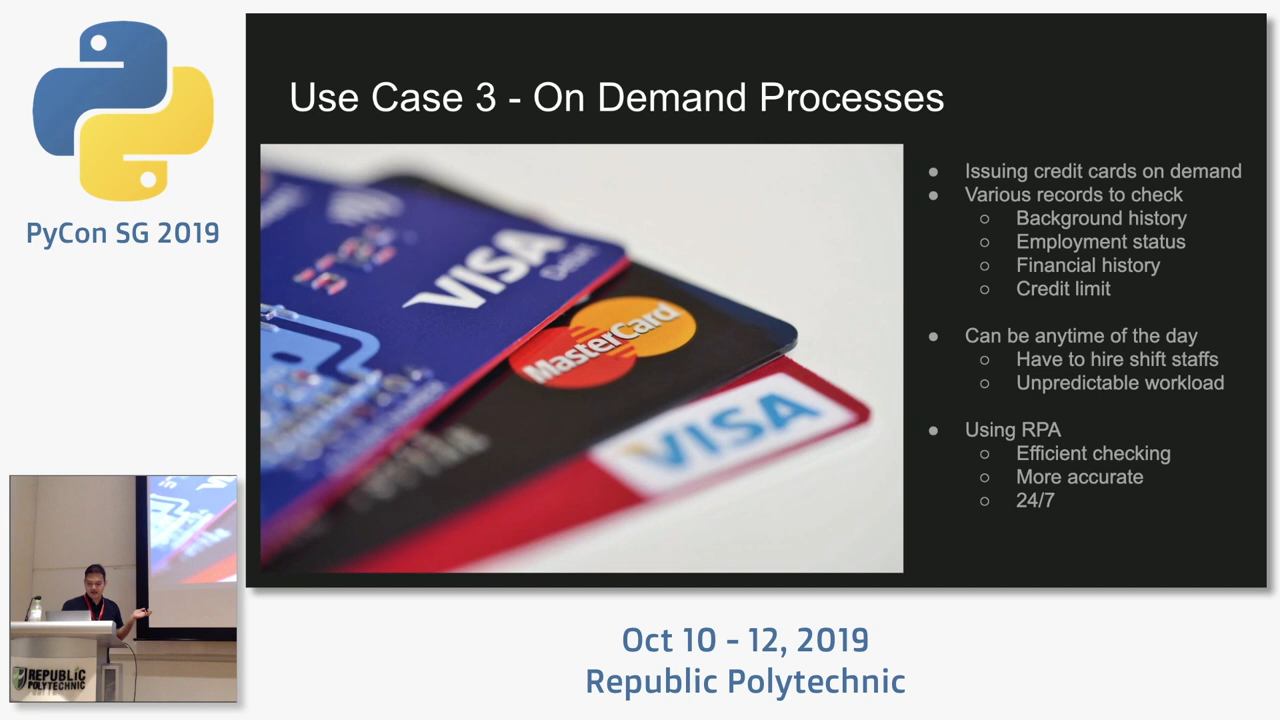 PyCon SG 2019
Use Case 3 - On Demand Processes
VISA
DEBIT
MasterCard
VISA
● Issuing credit cards on demand
● Various records to check
○ Background history
○ Employment status
○ Financial history
○ Credit limit
● Can be anytime of the day
○ Have to hire shift staffs
○ Unpredictable workload
● Using RPA
○ Efficient checking
○ More accurate
○ 24/7
REPUBLIC
POLYTECHNIC
Oct 10 - 12, 2019
Republic Polytechnic